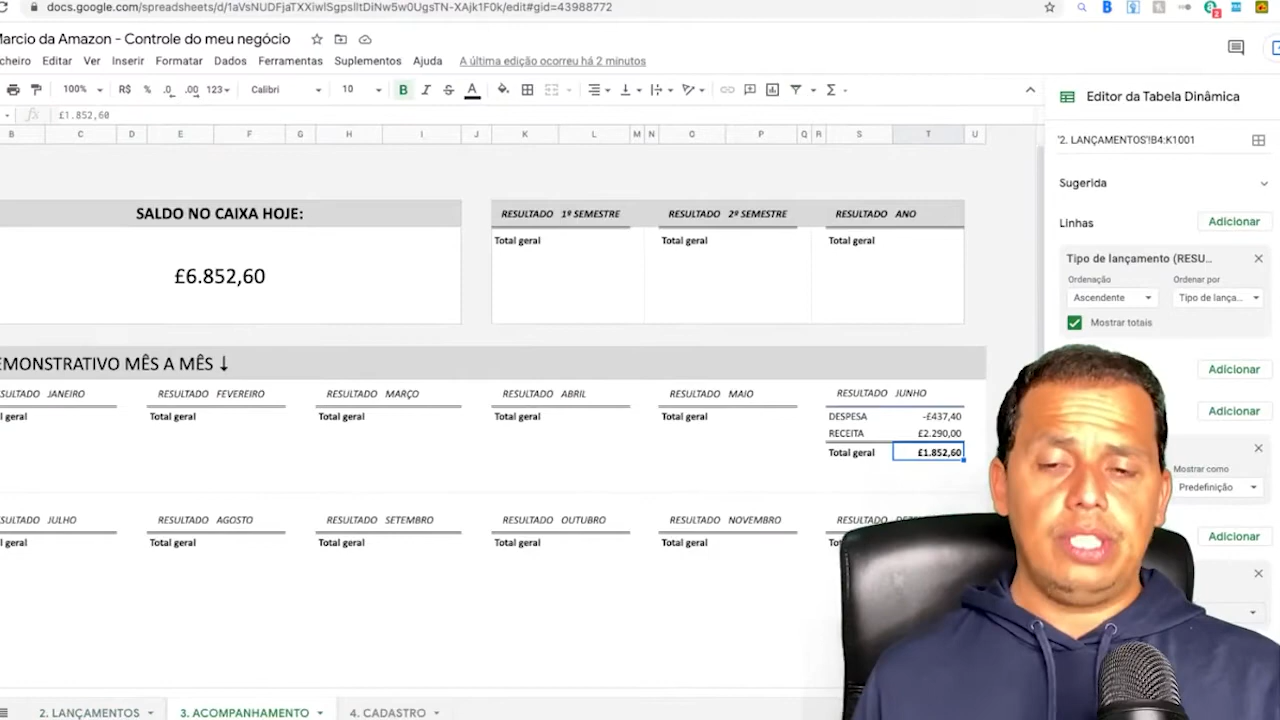 docs.google.com/spreadsheets/d/1aVsNUDFjaTXXiwlSgpsIltDiNw5w0UgsTN-XAjk1F0k/edit#gid=43988772
Marcio da Amazon - Controle do meu negócio
cheiro Editar Ver Inserir Formatar Dados Ferramentas Suplementos Ajuda A última edição ocorreu há 2 minutos
100% R$ % .0 .00 123 Calibri 10 B I S A Σ
fx £1.852,60
B C D E F G H I J K L M N O P Q R S T U
Editor da Tabela Dinâmica
'2. LANÇAMENTOS'!B4:K1001
Sugerida
Linhas Adicionar
Tipo de lançamento (RESU...
Ordenação Ordenar por
Ascendente Tipo de lança...
Mostrar totais
Adicionar
Adicionar
Mostrar como
Predefinição
Adicionar
SALDO NO CAIXA HOJE:
£6.852,60
RESULTADO 1º SEMESTRE RESULTADO 2º SEMESTRE RESULTADO ANO
Total geral Total geral Total geral
EMONSTRATIVO MÊS A MÊS ↓
SULTADO JANEIRO RESULTADO FEVEREIRO RESULTADO MARÇO RESULTADO ABRIL RESULTADO MAIO RESULTADO JUNHO
geral Total geral Total geral Total geral Total geral DESPESA -£437,40
RECEITA £2.290,00
Total geral £1.852,60
SULTADO JULHO RESULTADO AGOSTO RESULTADO SETEMBRO RESULTADO OUTUBRO RESULTADO NOVEMBRO
geral Total geral Total geral Total geral Total geral
2. LANÇAMENTOS 3. ACOMPANHAMENTO 4. CADASTRO